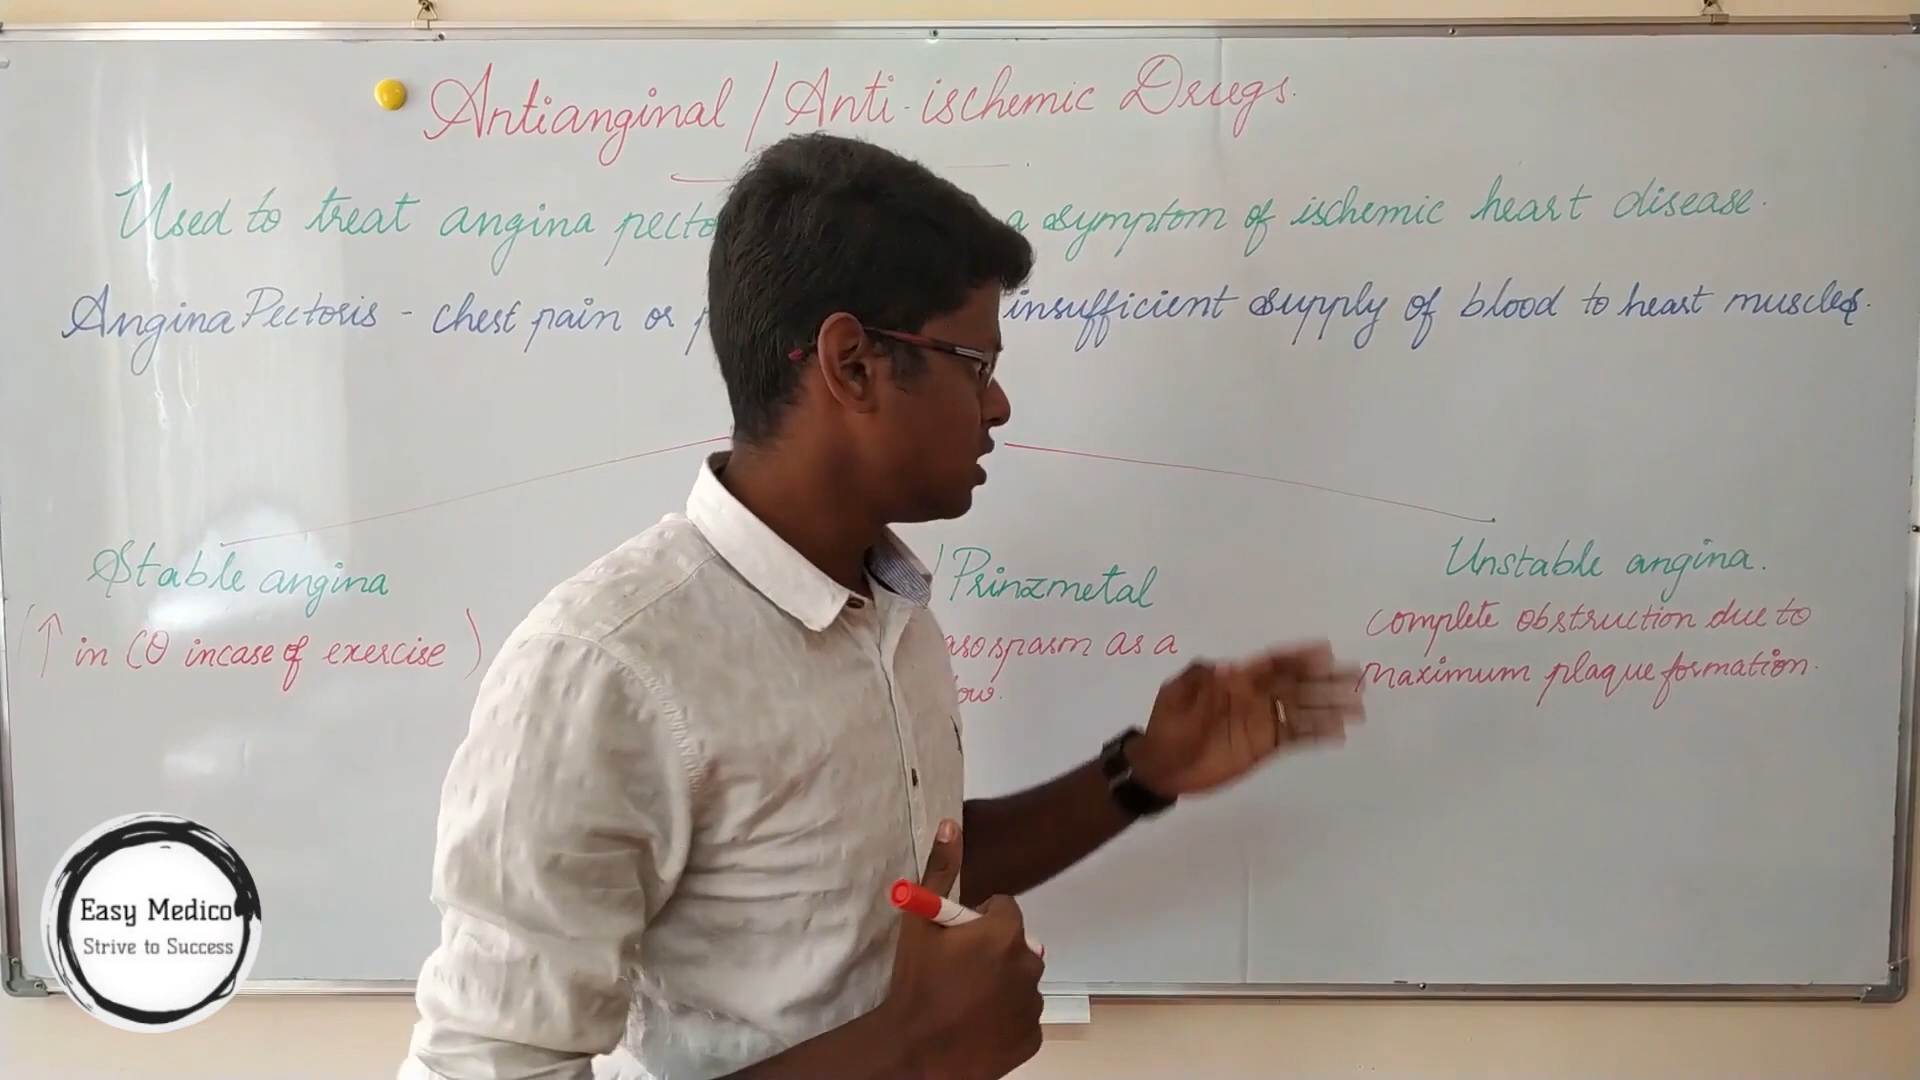 Antianginal / Anti-ischemic Drugs.
Used to treat angina a symptom of ischemic heart disease.
Angina Pectoris - chest pain or insufficient supply of blood to heart muscles.
Stable angina
(↑ in CO incase of exercise)
/Prinzmetal
as a
Unstable angina.
complete obstruction due to
maximum plaque formation.
Easy Medico
Strive to Success